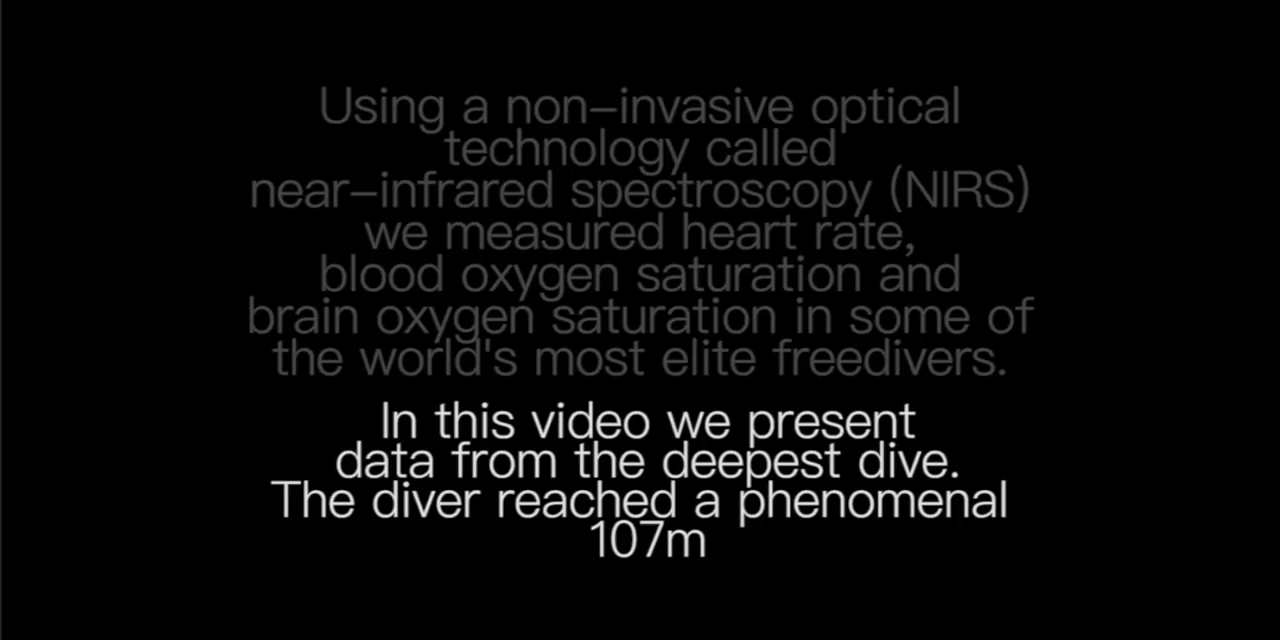 Using a non–invasive optical
technology called
near–infrared spectroscopy (NIRS)
we measured heart rate,
blood oxygen saturation and
brain oxygen saturation in some of
the world's most elite freedivers.
In this video we present
data from the deepest dive.
The diver reached a phenomenal
107m